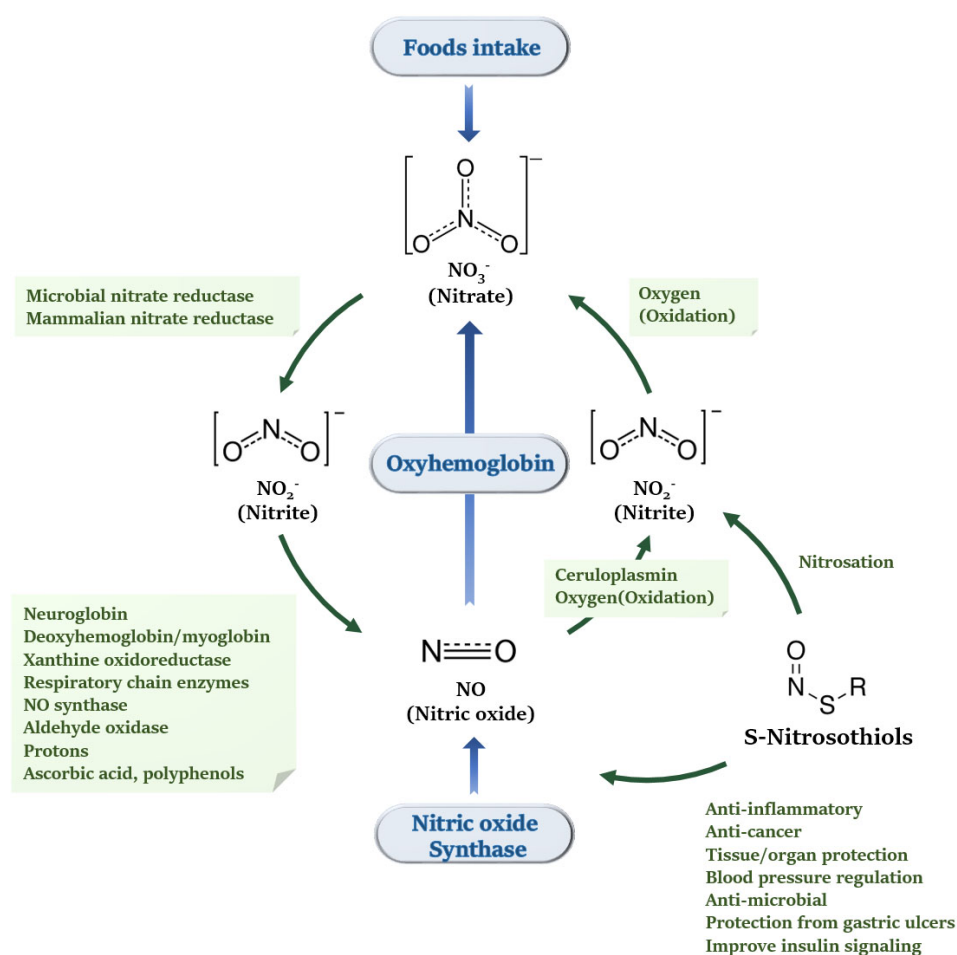 Foods intake
O
N
O
O
−
NO₃⁻
(Nitrate)
Microbial nitrate reductase
Mammalian nitrate reductase
Oxygen
(Oxidation)
N
O
O
−
NO₂⁻
(Nitrite)
Oxyhemoglobin
N
O
O
−
NO₂⁻
(Nitrite)
Nitrosation
Ceruloplasmin
Oxygen(Oxidation)
Neuroglobin
Deoxyhemoglobin/myoglobin
Xanthine oxidoreductase
Respiratory chain enzymes
NO synthase
Aldehyde oxidase
Protons
Ascorbic acid, polyphenols
N O
NO
(Nitric oxide)
O
N
S
R
S-Nitrosothiols
Nitric oxide
Synthase
Anti-inflammatory
Anti-cancer
Tissue/organ protection
Blood pressure regulation
Anti-microbial
Protection from gastric ulcers
Improve insulin signaling